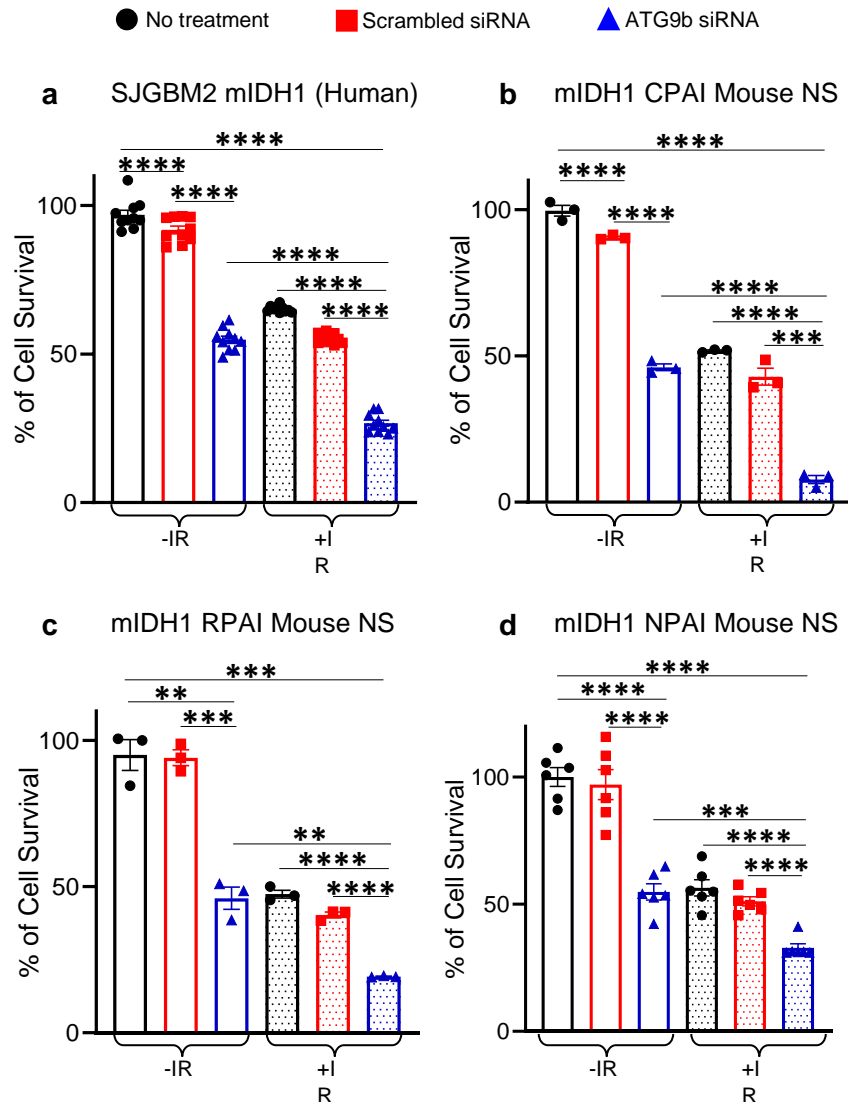 No treatment Scrambled siRNA ATG9b siRNA
a SJGBM2 mIDH1 (Human)
% of Cell Survival
100
50
0
****
****
****
****
****
****
-IR
+I
R
b mIDH1 CPAI Mouse NS
% of Cell Survival
100
50
0
****
****
****
****
****
***
-IR
+I
R
c mIDH1 RPAI Mouse NS
% of Cell Survival
100
50
0
***
**
***
**
****
****
-IR
+I
R
d mIDH1 NPAI Mouse NS
% of Cell Survival
100
50
0
****
****
****
***
****
****
-IR
+I
R